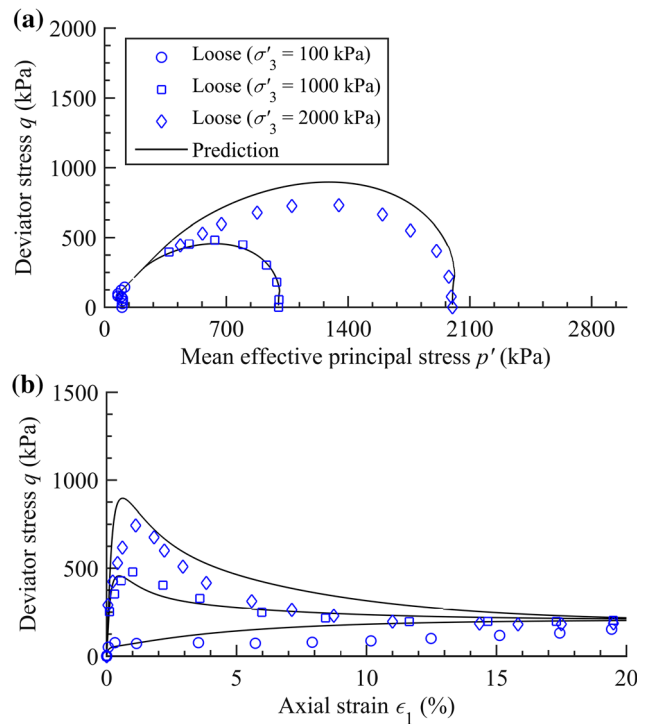 (a)
2000
1500
1000
500
0
Deviator stress q (kPa)
Loose (σ′3 = 100 kPa)
Loose (σ′3 = 1000 kPa)
Loose (σ′3 = 2000 kPa)
Prediction
0 700 1400 2100 2800
Mean effective principal stress p′ (kPa)
(b)
1500
1000
500
0
Deviator stress q (kPa)
0 5 10 15 20
Axial strain ϵ1 (%)